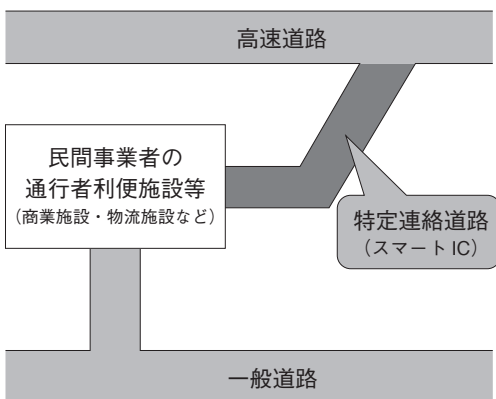 高速道路
民間事業者の
通行者利便施設等
（商業施設・物流施設など）
特定連絡道路
（スマートIC）
一般道路